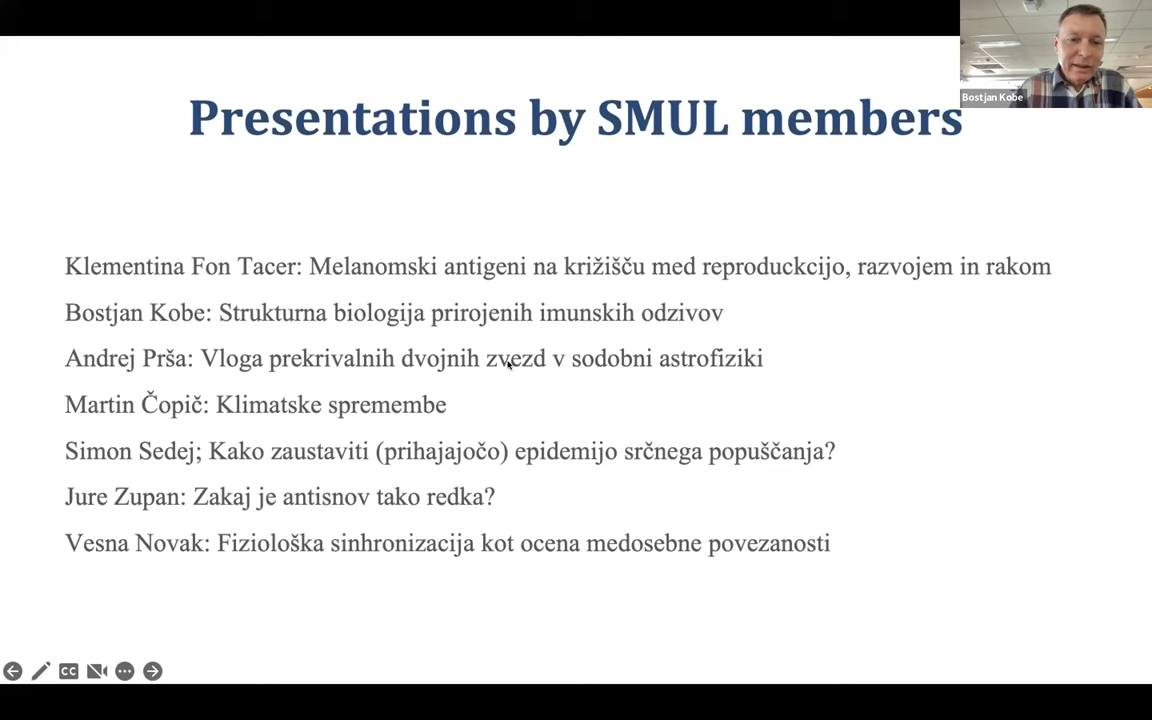 Bostjan Kobe
Presentations by SMUL members
Klementina Fon Tacer: Melanomski antigeni na križišču med reproduckcijo, razvojem in rakom
Bostjan Kobe: Strukturna biologija prirojenih imunskih odzivov
Andrej Prša: Vloga prekrivalnih dvojnih zvezd v sodobni astrofiziki
Martin Čopič: Klimatske spremembe
Simon Sedej; Kako zaustaviti (prihajajočo) epidemijo srčnega popuščanja?
Jure Zupan: Zakaj je antisnov tako redka?
Vesna Novak: Fiziološka sinhronizacija kot ocena medosebne povezanosti
CC